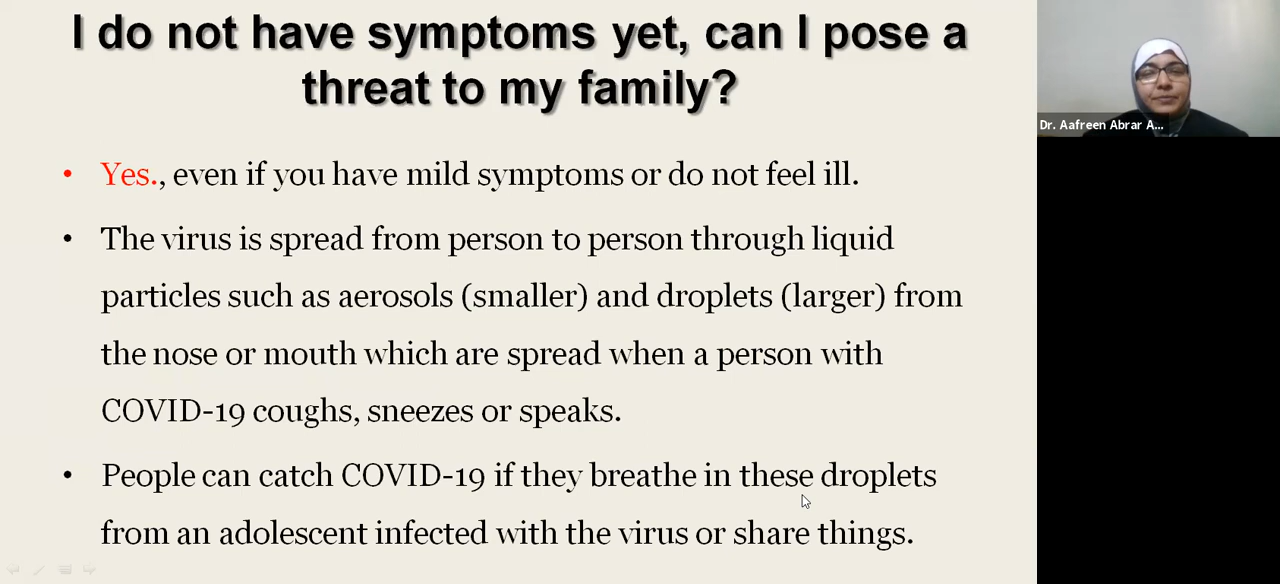 I do not have symptoms yet, can I pose a
threat to my family?
• Yes., even if you have mild symptoms or do not feel ill.
• The virus is spread from person to person through liquid
particles such as aerosols (smaller) and droplets (larger) from
the nose or mouth which are spread when a person with
COVID-19 coughs, sneezes or speaks.
• People can catch COVID-19 if they breathe in these droplets
from an adolescent infected with the virus or share things.
Dr. Aafreen Abrar A...